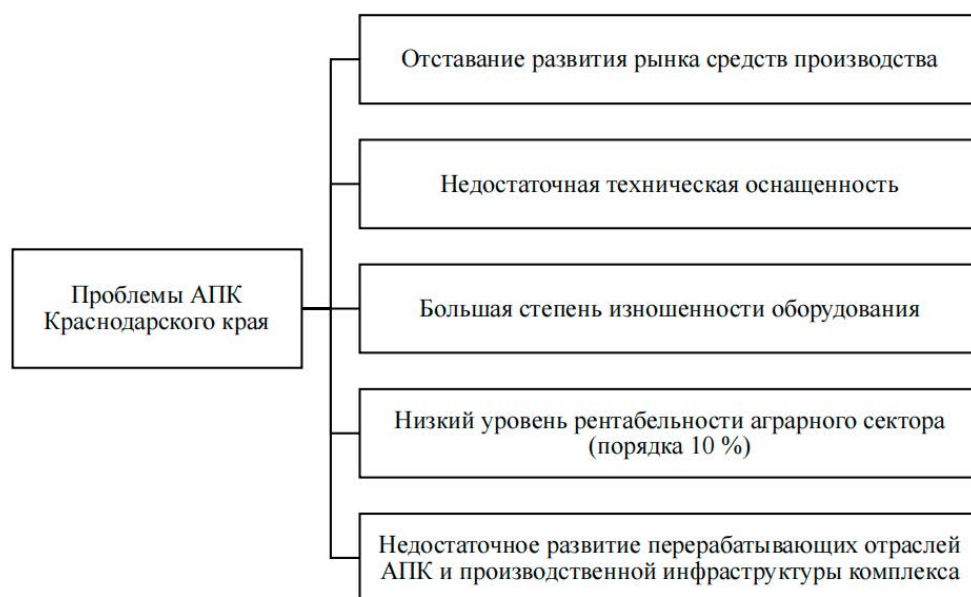 Отставание развития рынка средств производства
Недостаточная техническая оснащенность
Проблемы АПК
Краснодарского края
Большая степень изношенности оборудования
Низкий уровень рентабельности аграрного сектора
(порядка 10 %)
Недостаточное развитие перерабатывающих отраслей
АПК и производственной инфраструктуры комплекса